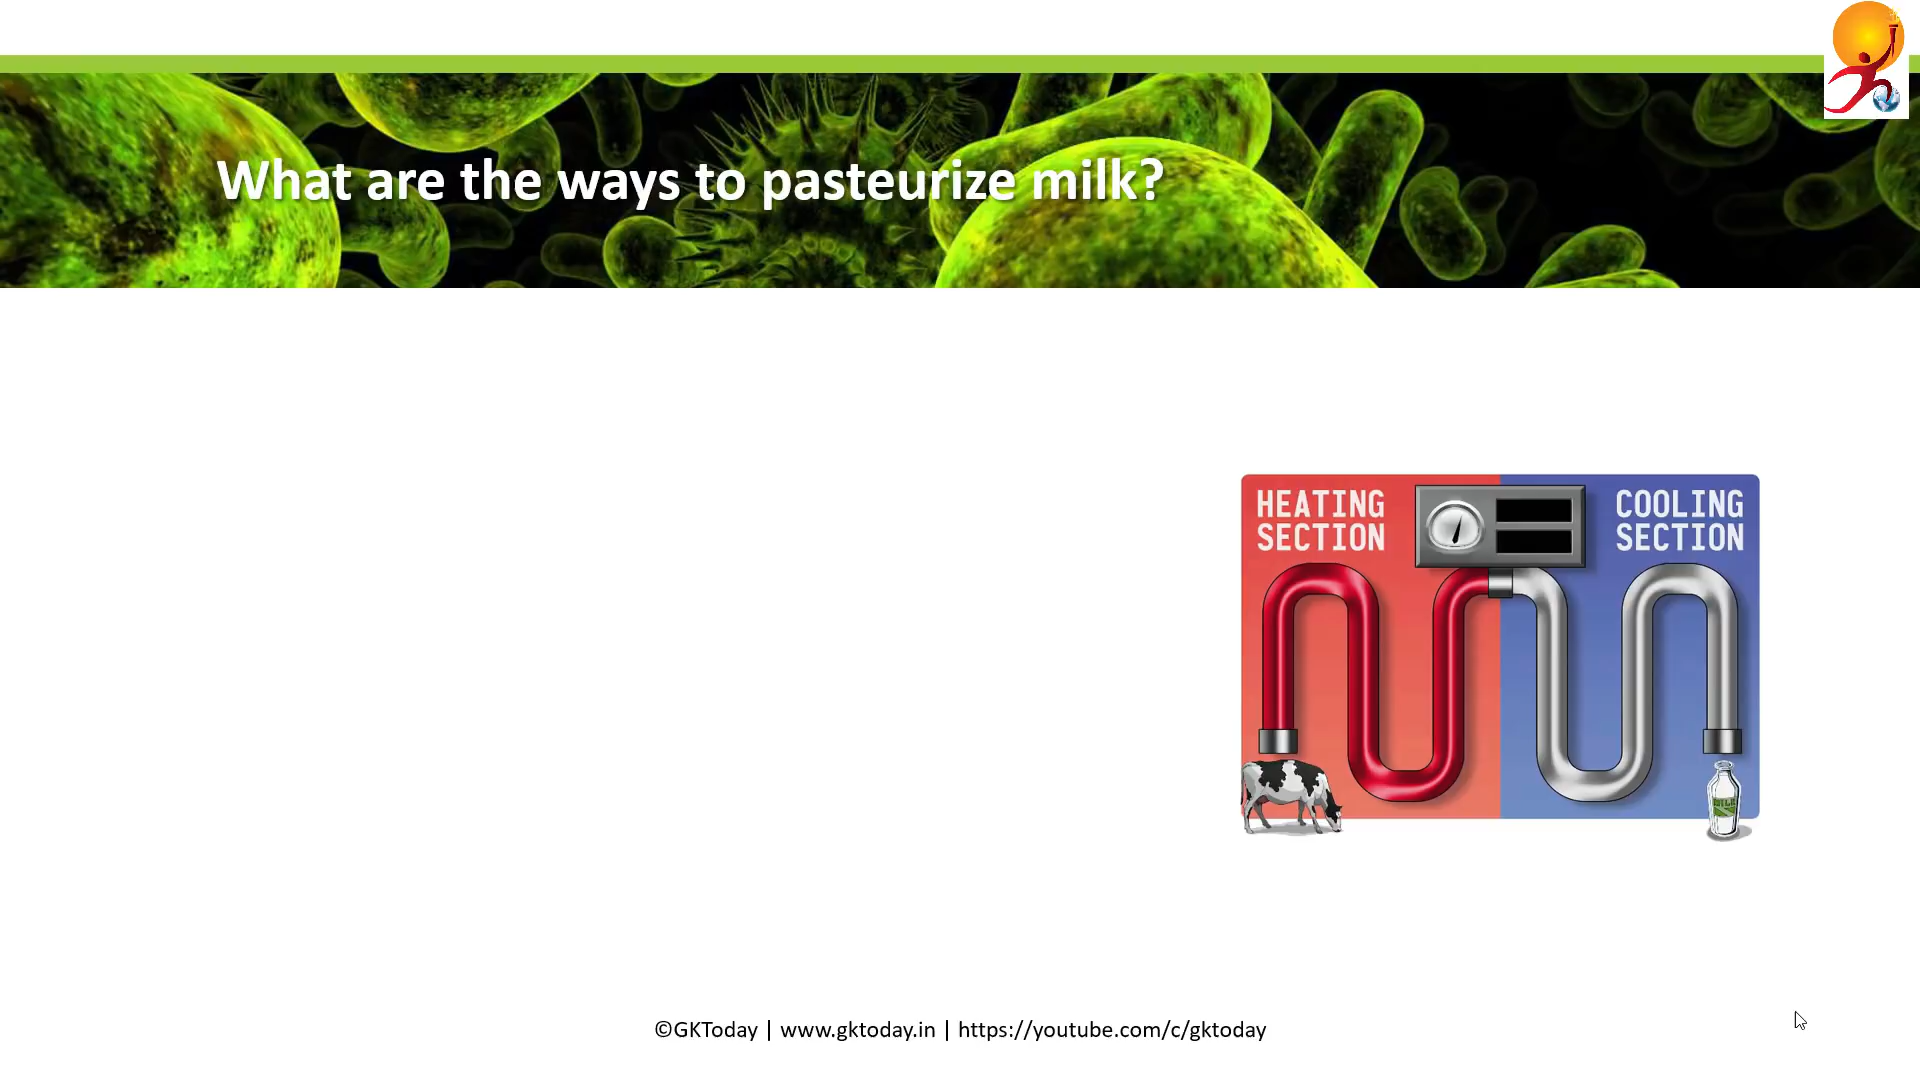 What are the ways to pasteurize milk?
HEATING
SECTION
COOLING
SECTION
©GKToday | www.gktoday.in | https://youtube.com/c/gktoday